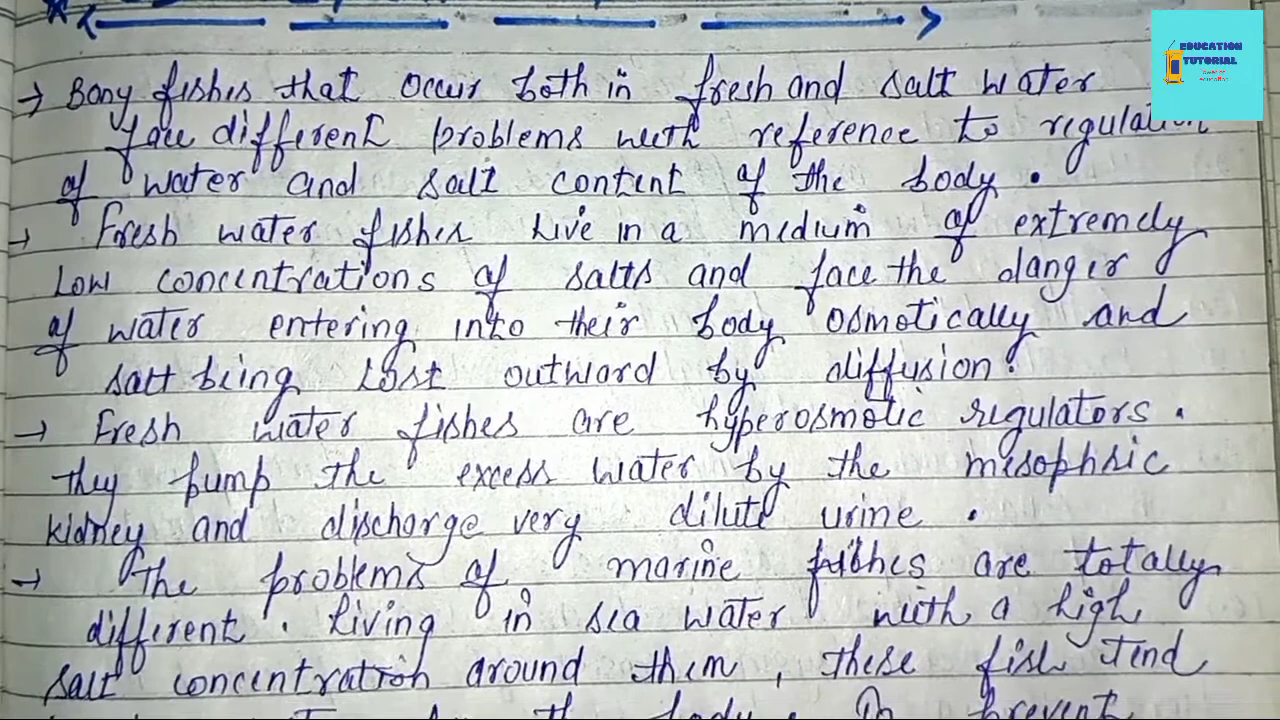 EDUCATION
TUTORIAL
→ Bony fishes that occur both in fresh and salt water
face different problems with reference to regulation
of water and salt content of the body.
→ Fresh water fishes live in a medium of extremely
low concentrations of salts and face the danger
of water entering into their body osmotically and
salt being lost outward by diffusion.
→ Fresh water fishes are hyperosmotic regulators.
they pump the excess water by the mesophric
kidney and discharge very dilute urine.
→ The problems of marine fishes are totally
different. living in sea water with a high
salt concentration around them, these fish tend
body. prevent